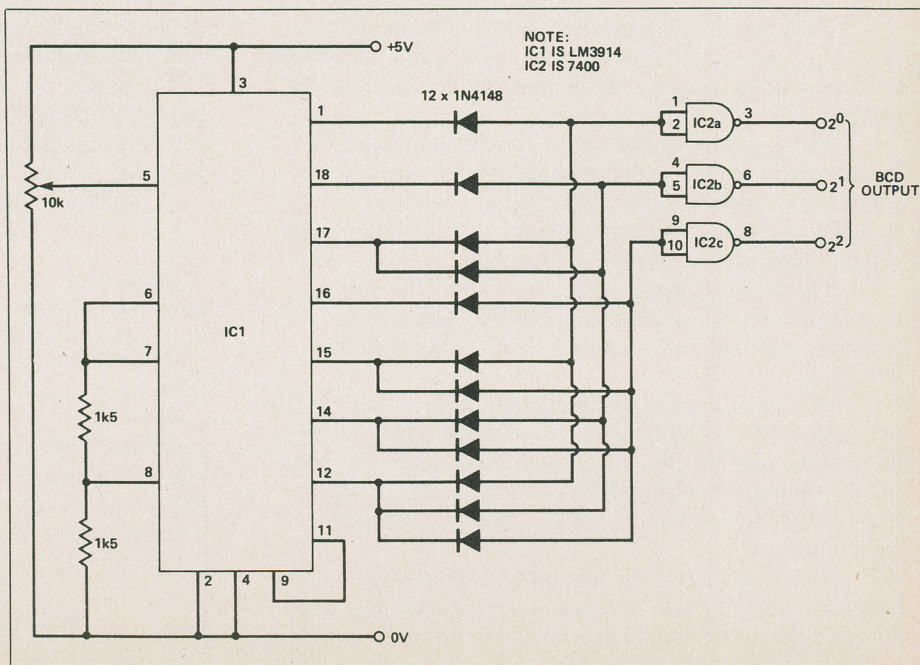 NOTE:
IC1 IS LM3914
IC2 IS 7400
+5V
3
12 x 1N4148
1
1
2
IC2a
3
2⁰
5
10k
18
4
5
IC2b
6
2¹
BCD
OUTPUT
17
9
10
IC2c
8
2²
6
16
IC1
7
15
1k5
14
8
12
1k5
11
2
4
9
0V